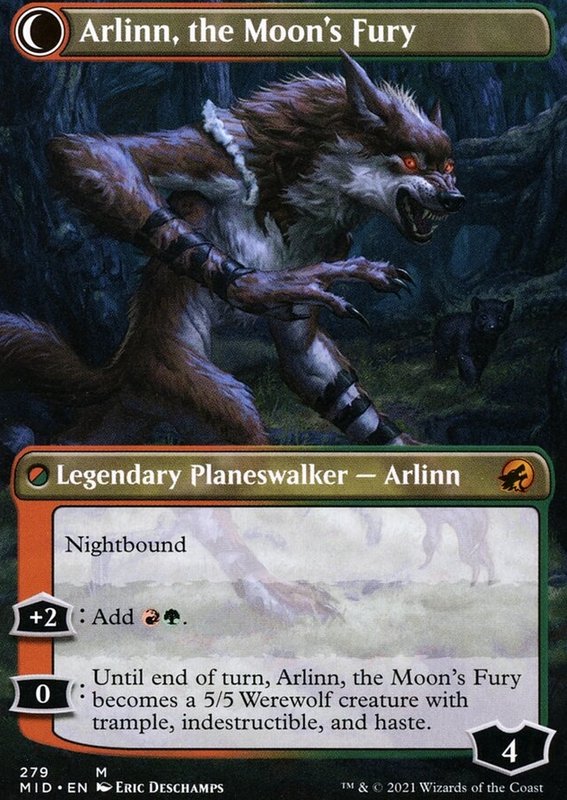 Arlinn, the Moon's Fury
Legendary Planeswalker — Arlinn
Nightbound
+2: Add.
0: Until end of turn, Arlinn, the Moon's Fury
becomes a 5/5 Werewolf creature with
trample, indestructible, and haste.
4
279 M
MID • EN Eric Deschamps
™ & © 2021 Wizards of the Coast